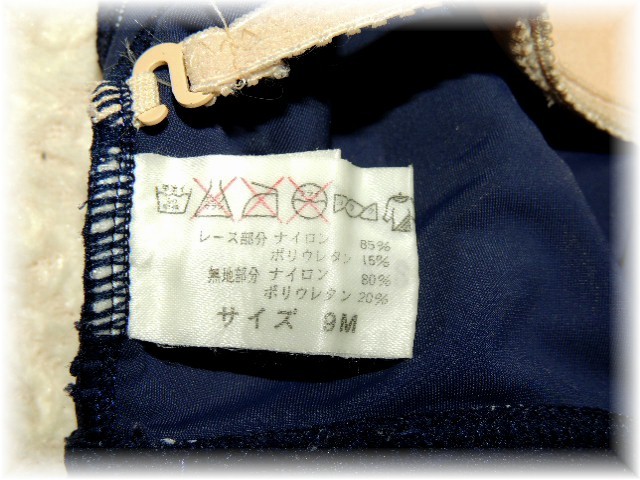 レース部分 ナイロン 85%
ポリウレタン 15%
無地部分 ナイロン 80%
ポリウレタン 20%
サイズ 9M